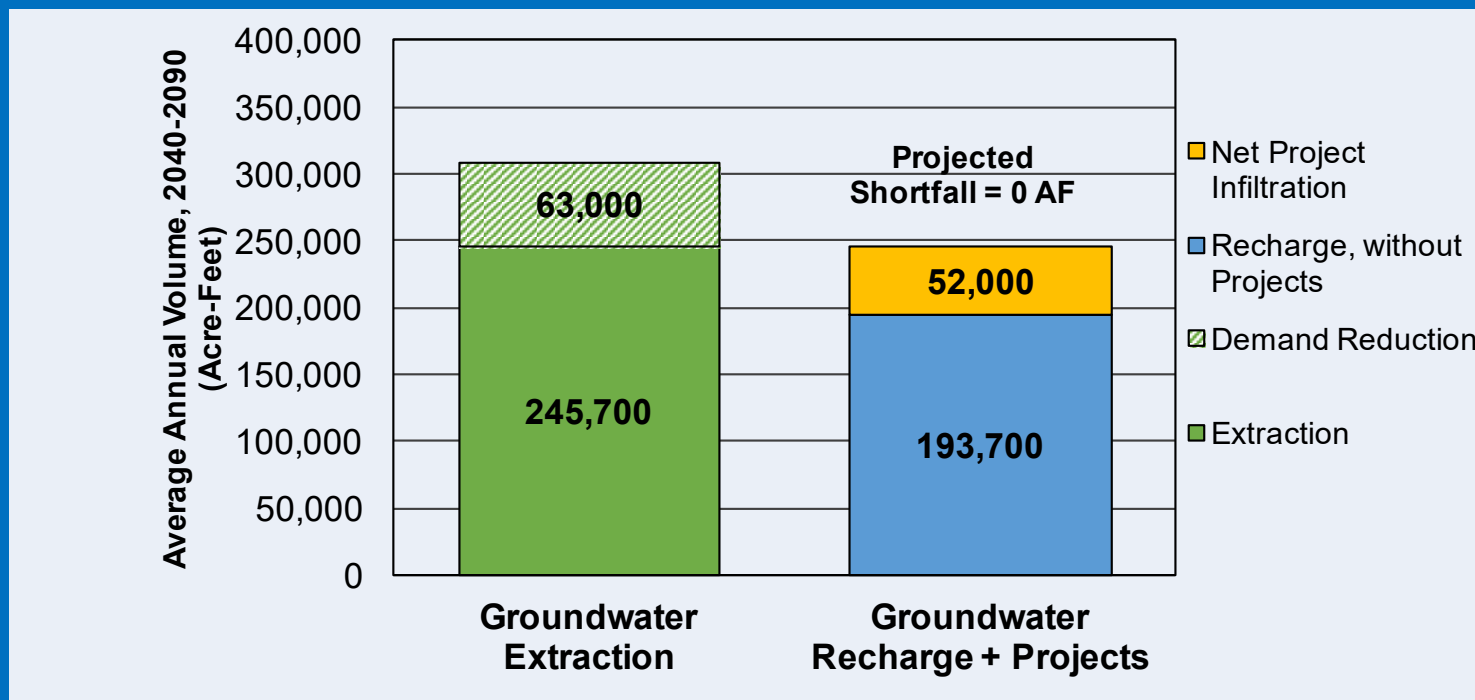 Average Annual Volume, 2040-2090
(Acre-Feet)
400,000
350,000
300,000
250,000
200,000
150,000
100,000
50,000
0
63,000
245,700
Projected
Shortfall = 0 AF
52,000
193,700
Groundwater
Extraction
Groundwater
Recharge + Projects
Net Project
Infiltration
Recharge, without
Projects
Demand Reduction
Extraction